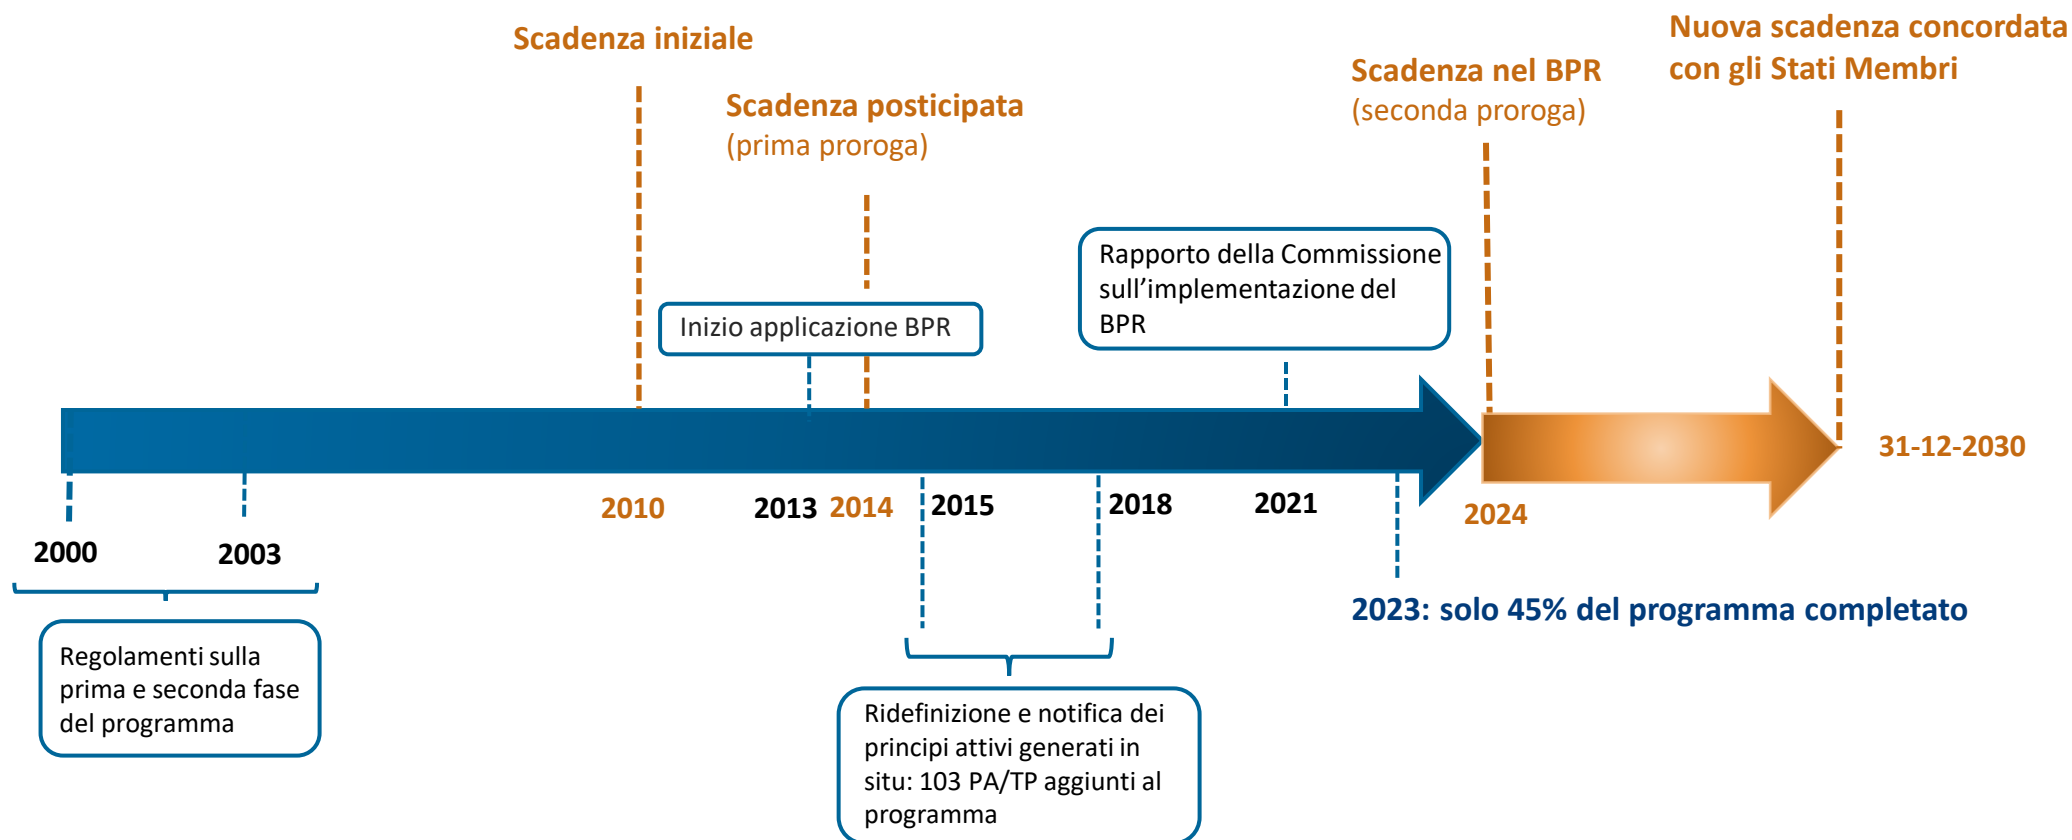 Scadenza iniziale
Scadenza posticipata
(prima proroga)
Scadenza nel BPR
(seconda proroga)
Nuova scadenza concordata
con gli Stati Membri
Inizio applicazione BPR
Rapporto della Commissione
sull’implementazione del
BPR
31-12-2030
2000
2003
2010
2013
2014
2015
2018
2021
2024
2023: solo 45% del programma completato
Regolamenti sulla
prima e seconda fase
del programma
Ridefinizione e notifica dei
principi attivi generati in
situ: 103 PA/TP aggiunti al
programma